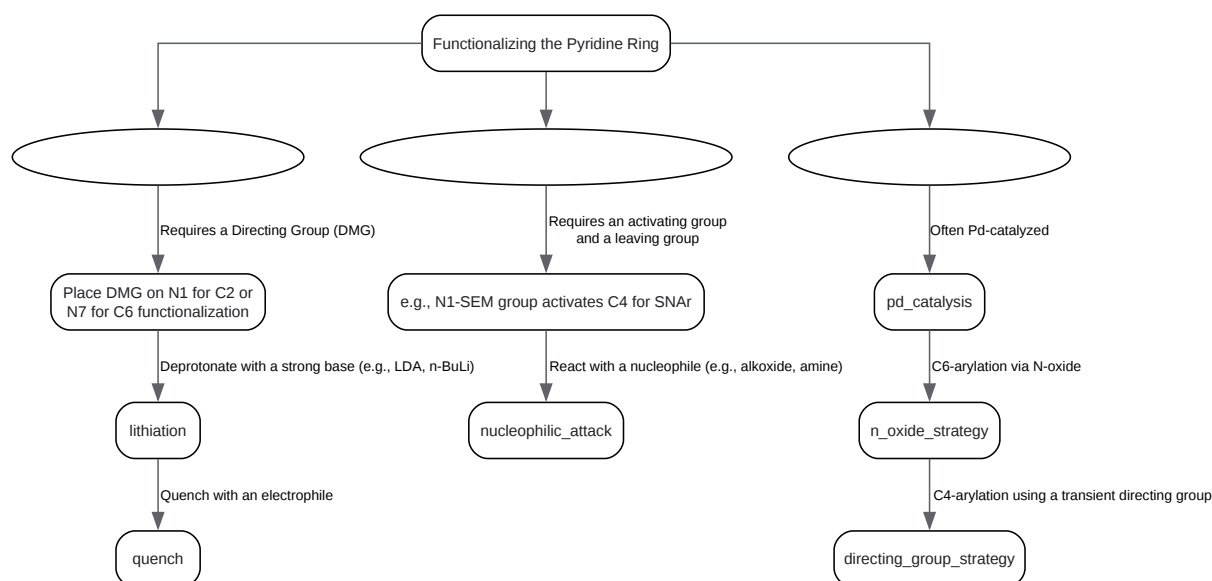 Functionalizing the Pyridine Ring
Requires a Directing Group (DMG)
Requires an activating group
and a leaving group
Often Pd-catalyzed
Place DMG on N1 for C2 or
N7 for C6 functionalization
e.g., N1-SEM group activates C4 for SNAr
pd_catalysis
Deprotonate with a strong base (e.g., LDA, n-BuLi)
React with a nucleophile (e.g., alkoxide, amine)
C6-arylation via N-oxide
lithiation
nucleophilic_attack
n_oxide_strategy
Quench with an electrophile
C4-arylation using a transient directing group
quench
directing_group_strategy